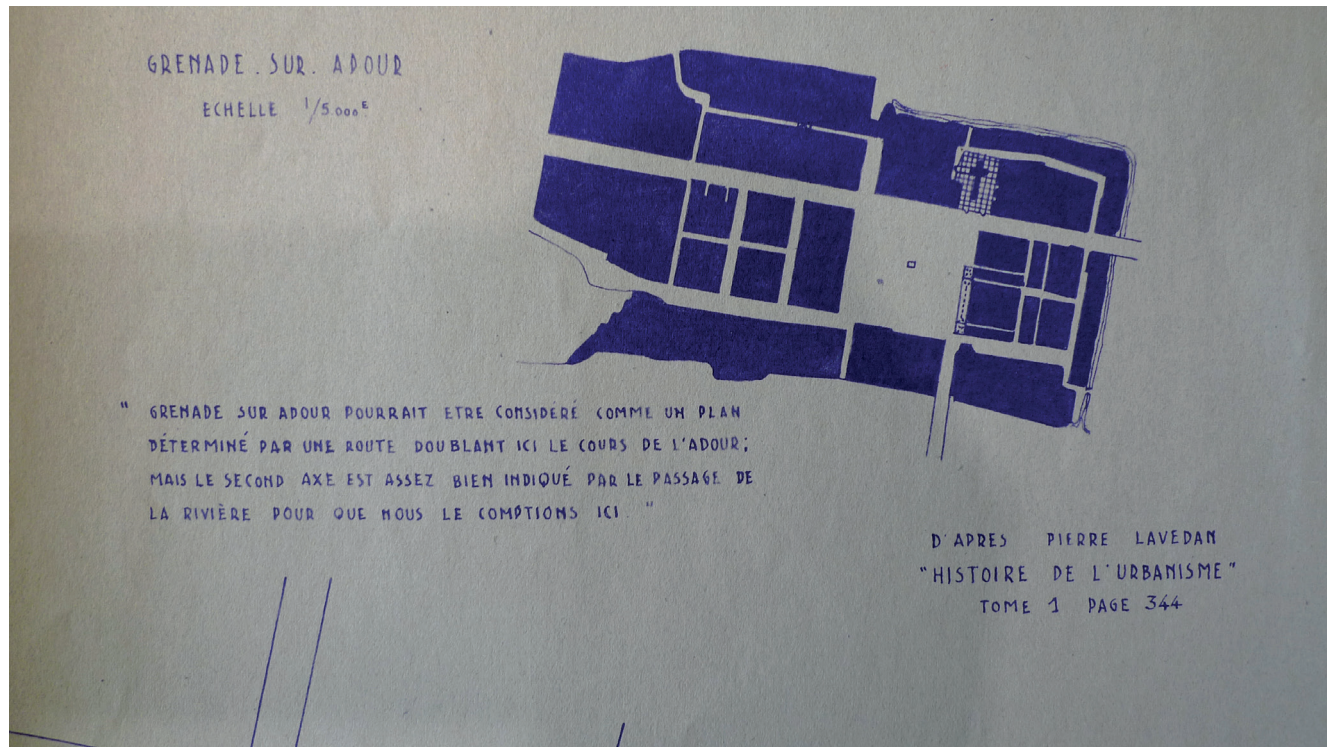 GRENADE . SUR . ADOUR
ECHELLE 1/5.000E
" GRENADE SUR ADOUR POURRAIT ETRE CONSIDÉRÉ COMME UN PLAN
DÉTERMINÉ PAR UNE ROUTE DOUBLANT ICI LE COURS DE L'ADOUR;
MAIS LE SECOND AXE EST ASSEZ BIEN INDIQUÉ PAR LE PASSAGE DE
LA RIVIÈRE POUR QUE NOUS LE COMPTIONS ICI "
D'APRES PIERRE LAVEDAN
"HISTOIRE DE L'URBANISME"
TOME 1 PAGE 344